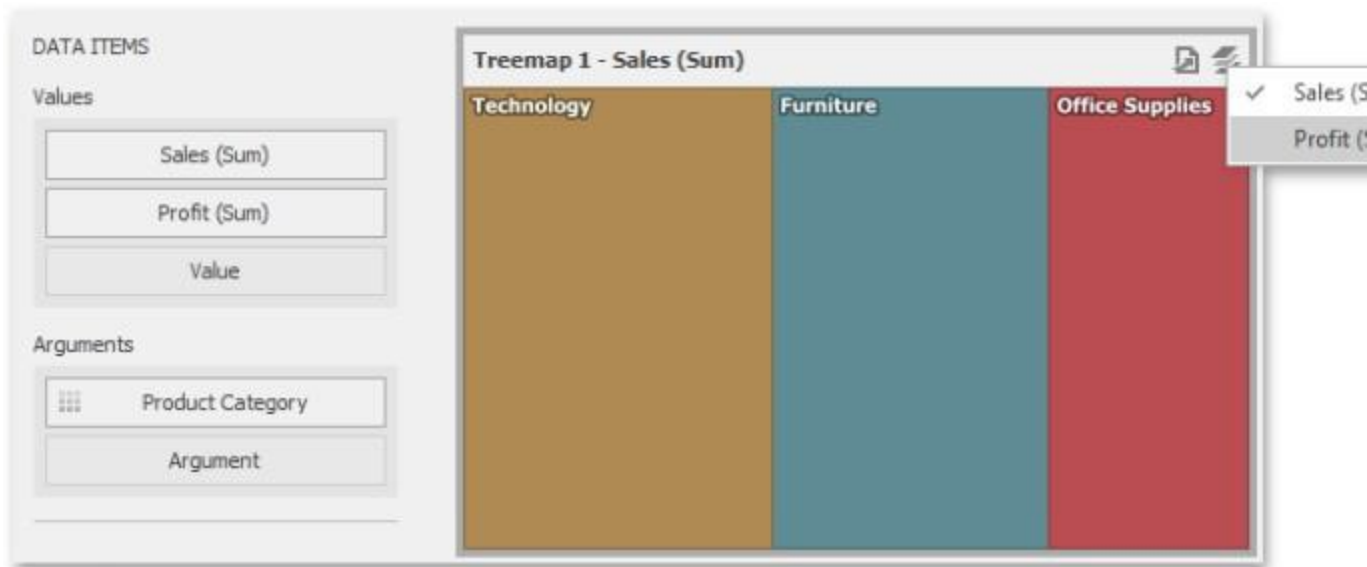 DATA ITEMS
Values
Sales (Sum)
Profit (Sum)
Value
Arguments
Product Category
Argument
Treemap 1 - Sales (Sum)
Technology
Furniture
Office Supplies
Sales (S
Profit (S